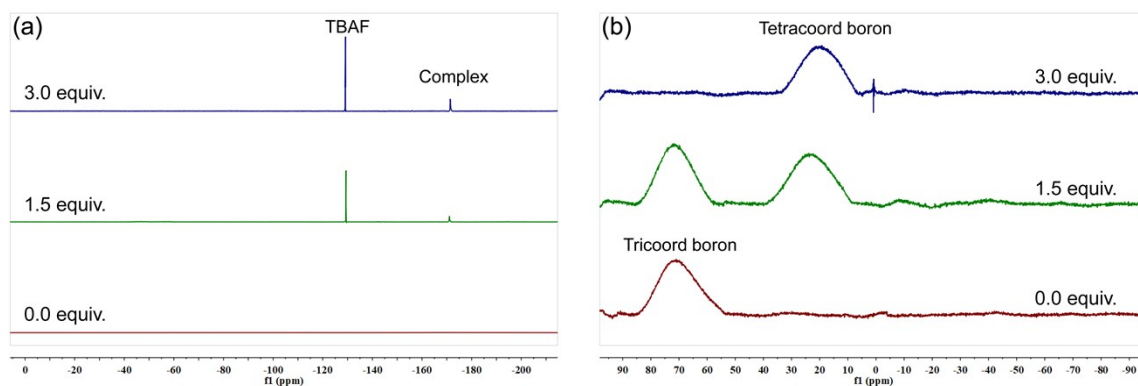 (a)
TBAF
Complex
3.0 equiv.
1.5 equiv.
0.0 equiv.
0 -20 -40 -60 -80 -100 -120 -140 -160 -180 -200
f1 (ppm)
(b)
Tetracoord boron
3.0 equiv.
1.5 equiv.
Tricoord boron
0.0 equiv.
90 80 70 60 50 40 30 20 10 0 -10 -20 -30 -40 -50 -60 -70 -80 -90
f1 (ppm)